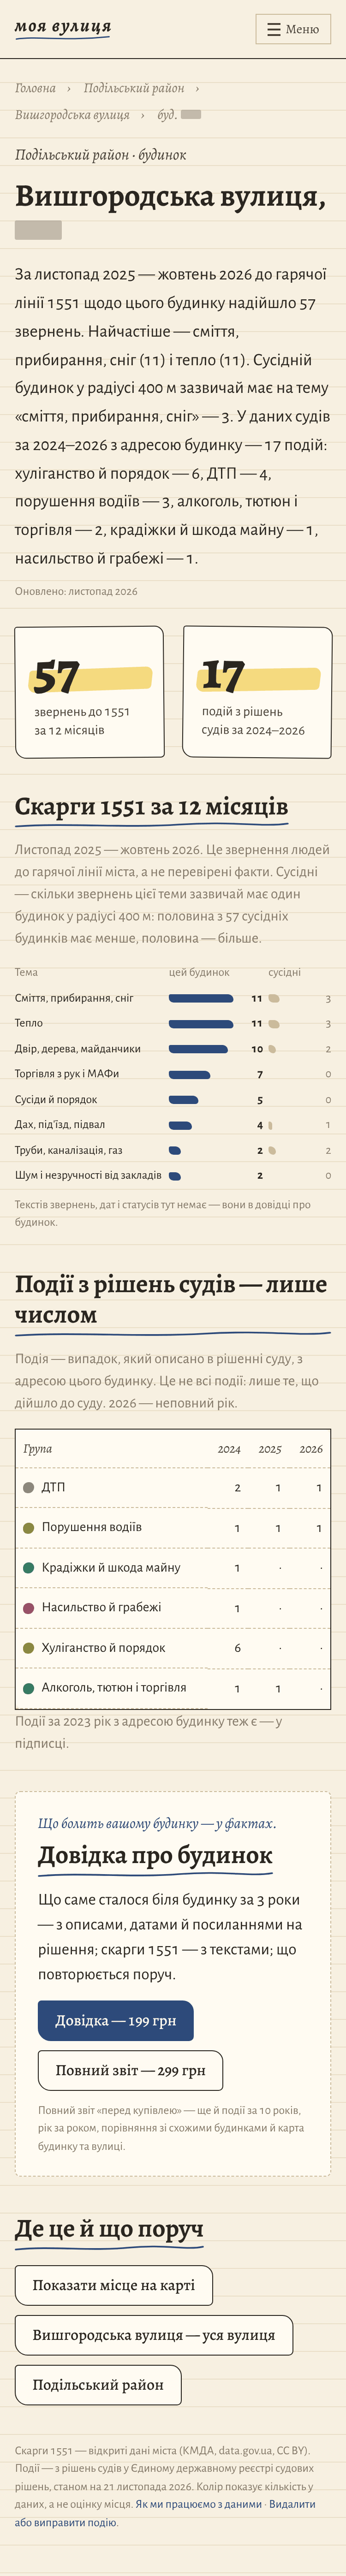 моя вулиця
Меню
Головна › Подільський район ›
Вишгородська вулиця › буд.
Подільський район · будинок
Вишгородська вулиця,
За листопад 2025 — жовтень 2026 до гарячої
лінії 1551 щодо цього будинку надійшло 57
звернень. Найчастіше — сміття,
прибирання, сніг (11) і тепло (11). Сусідній
будинок у радіусі 400 м зазвичай має на тему
«сміття, прибирання, сніг» — 3. У даних судів
за 2024–2026 з адресою будинку — 17 подій:
хуліганство й порядок — 6, ДТП — 4,
порушення водіїв — 3, алкоголь, тютюн і
торгівля — 2, крадіжки й шкода майну — 1,
насильство й грабежі — 1.
Оновлено: листопад 2026
57
звернень до 1551
за 12 місяців
17
подій з рішень
судів за 2024–2026
Скарги 1551 за 12 місяців
Листопад 2025 — жовтень 2026. Це звернення людей
до гарячої лінії міста, а не перевірені факти. Сусідні
— скільки звернень цієї теми зазвичай має один
будинок у радіусі 400 м: половина з 57 сусідніх
будинків має менше, половина — більше.
Тема цей будинок сусідні
Сміття, прибирання, сніг 11 3
Тепло 11 3
Двір, дерева, майданчики 10 2
Торгівля з рук і МАФи 7 0
Сусіди й порядок 5 0
Дах, під'їзд, підвал 4 1
Труби, каналізація, газ 2 2
Шум і незручності від закладів 2 0
Текстів звернень, дат і статусів тут немає — вони в довідці про
будинок.
Події з рішень судів — лише
числом
Подія — випадок, який описано в рішенні суду, з
адресою цього будинку. Це не всі події: лише те, що
дійшло до суду. 2026 — неповний рік.
Група 2024 2025 2026
ДТП 2 1 1
Порушення водіїв 1 1 1
Крадіжки й шкода майну 1 · ·
Насильство й грабежі 1 · ·
Хуліганство й порядок 6 · ·
Алкоголь, тютюн і торгівля 1 1 ·
Події за 2023 рік з адресою будинку теж є — у
підписці.
Що болить вашому будинку — у фактах.
Довідка про будинок
Що саме сталося біля будинку за 3 роки
— з описами, датами й посиланнями на
рішення; скарги 1551 — з текстами; що
повторюється поруч.
Довідка — 199 грн
Повний звіт — 299 грн
Повний звіт «перед купівлею» — ще й події за 10 років,
рік за роком, порівняння зі схожими будинками й карта
будинку та вулиці.
Де це й що поруч
Показати місце на карті
Вишгородська вулиця — уся вулиця
Подільський район
Скарги 1551 — відкриті дані міста (КМДА, data.gov.ua, CC BY).
Події — з рішень судів у Єдиному державному реєстрі судових
рішень, станом на 21 листопада 2026. Колір показує кількість у
даних, а не оцінку місця. Як ми працюємо з даними · Видалити
або виправити подію.